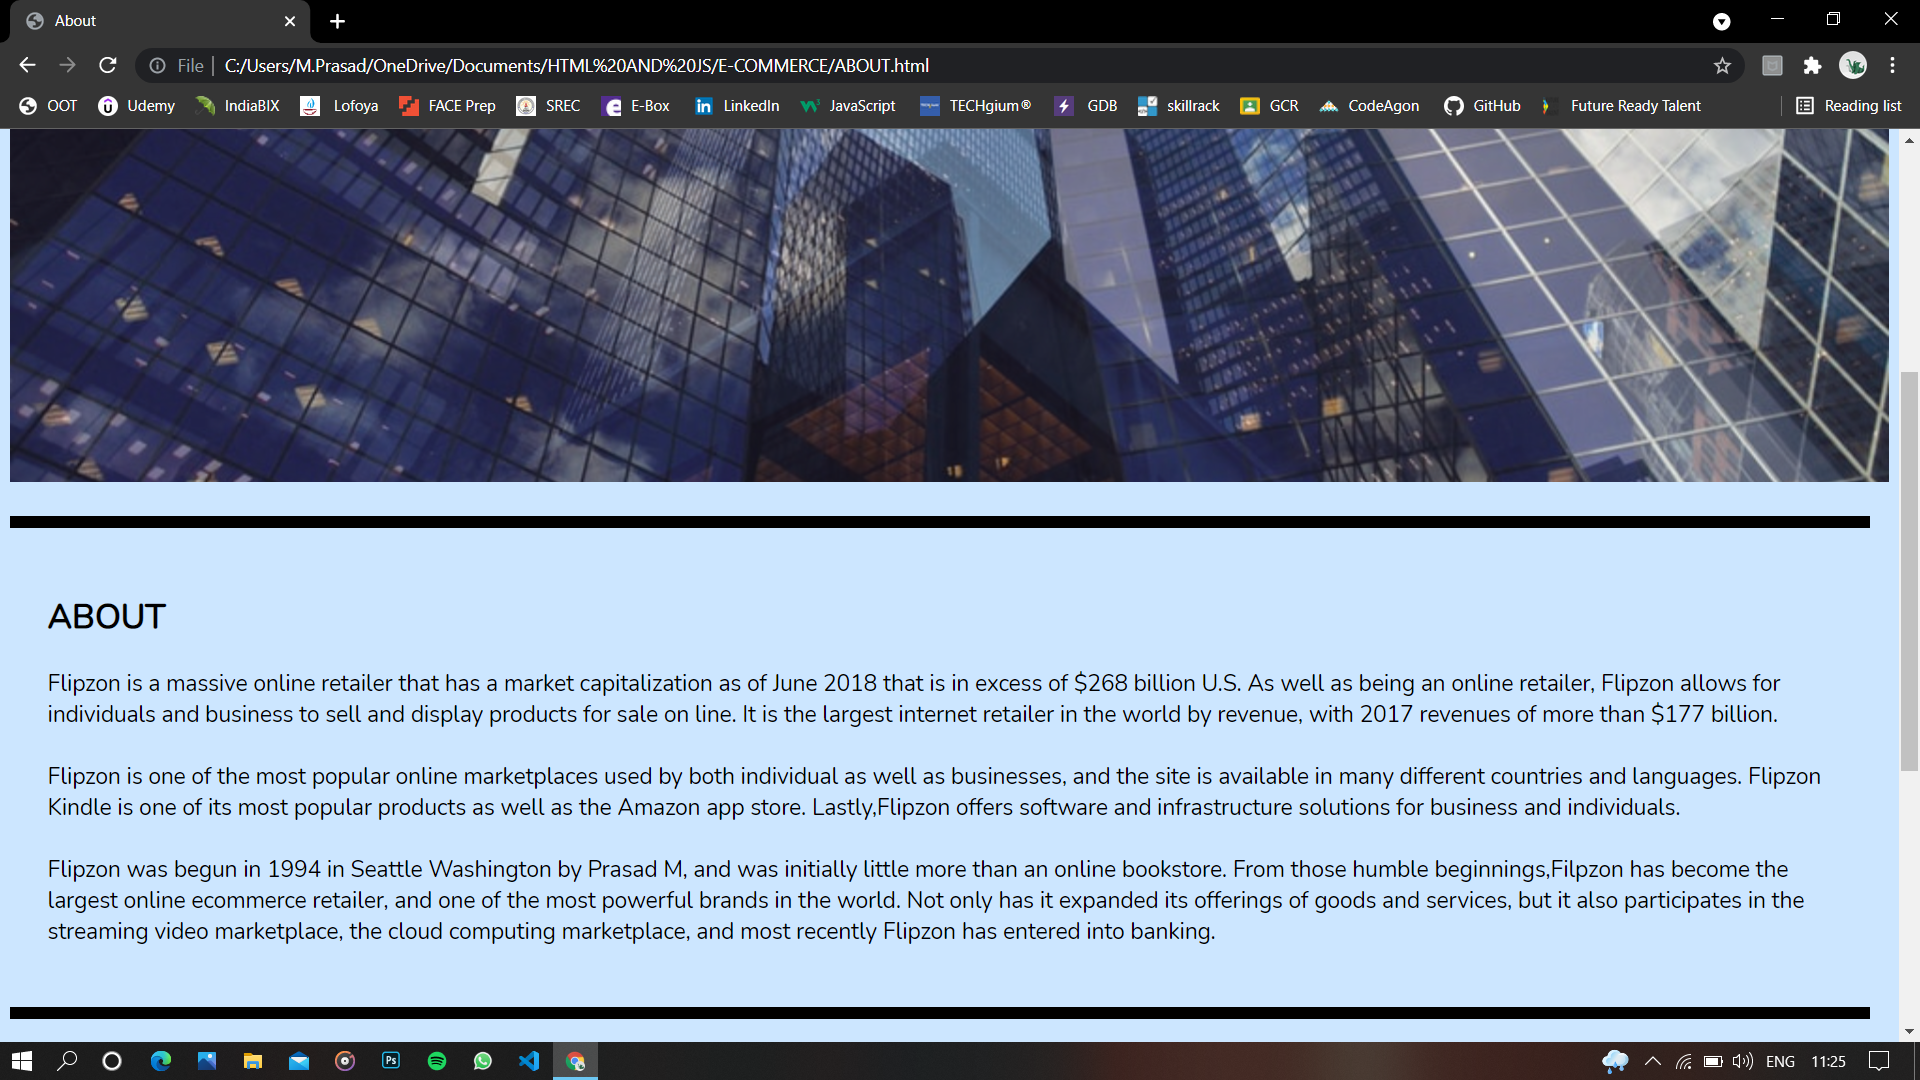 About
File
C:/Users/M.Prasad/OneDrive/Documents/HTML%20AND%20JS/E-COMMERCE/ABOUT.html
OOT Udemy IndiaBIX Lofoya FACE Prep SREC E-Box LinkedIn JavaScript TECHgium® GDB skillrack GCR CodeAgon GitHub Future Ready Talent Reading list
ABOUT
Flipzon is a massive online retailer that has a market capitalization as of June 2018 that is in excess of $268 billion U.S. As well as being an online retailer, Flipzon allows for
individuals and business to sell and display products for sale on line. It is the largest internet retailer in the world by revenue, with 2017 revenues of more than $177 billion.
Flipzon is one of the most popular online marketplaces used by both individual as well as businesses, and the site is available in many different countries and languages. Flipzon
Kindle is one of its most popular products as well as the Amazon app store. Lastly,Flipzon offers software and infrastructure solutions for business and individuals.
Flipzon was begun in 1994 in Seattle Washington by Prasad M, and was initially little more than an online bookstore. From those humble beginnings,Filpzon has become the
largest online ecommerce retailer, and one of the most powerful brands in the world. Not only has it expanded its offerings of goods and services, but it also participates in the
streaming video marketplace, the cloud computing marketplace, and most recently Flipzon has entered into banking.
Ps ENG 11:25